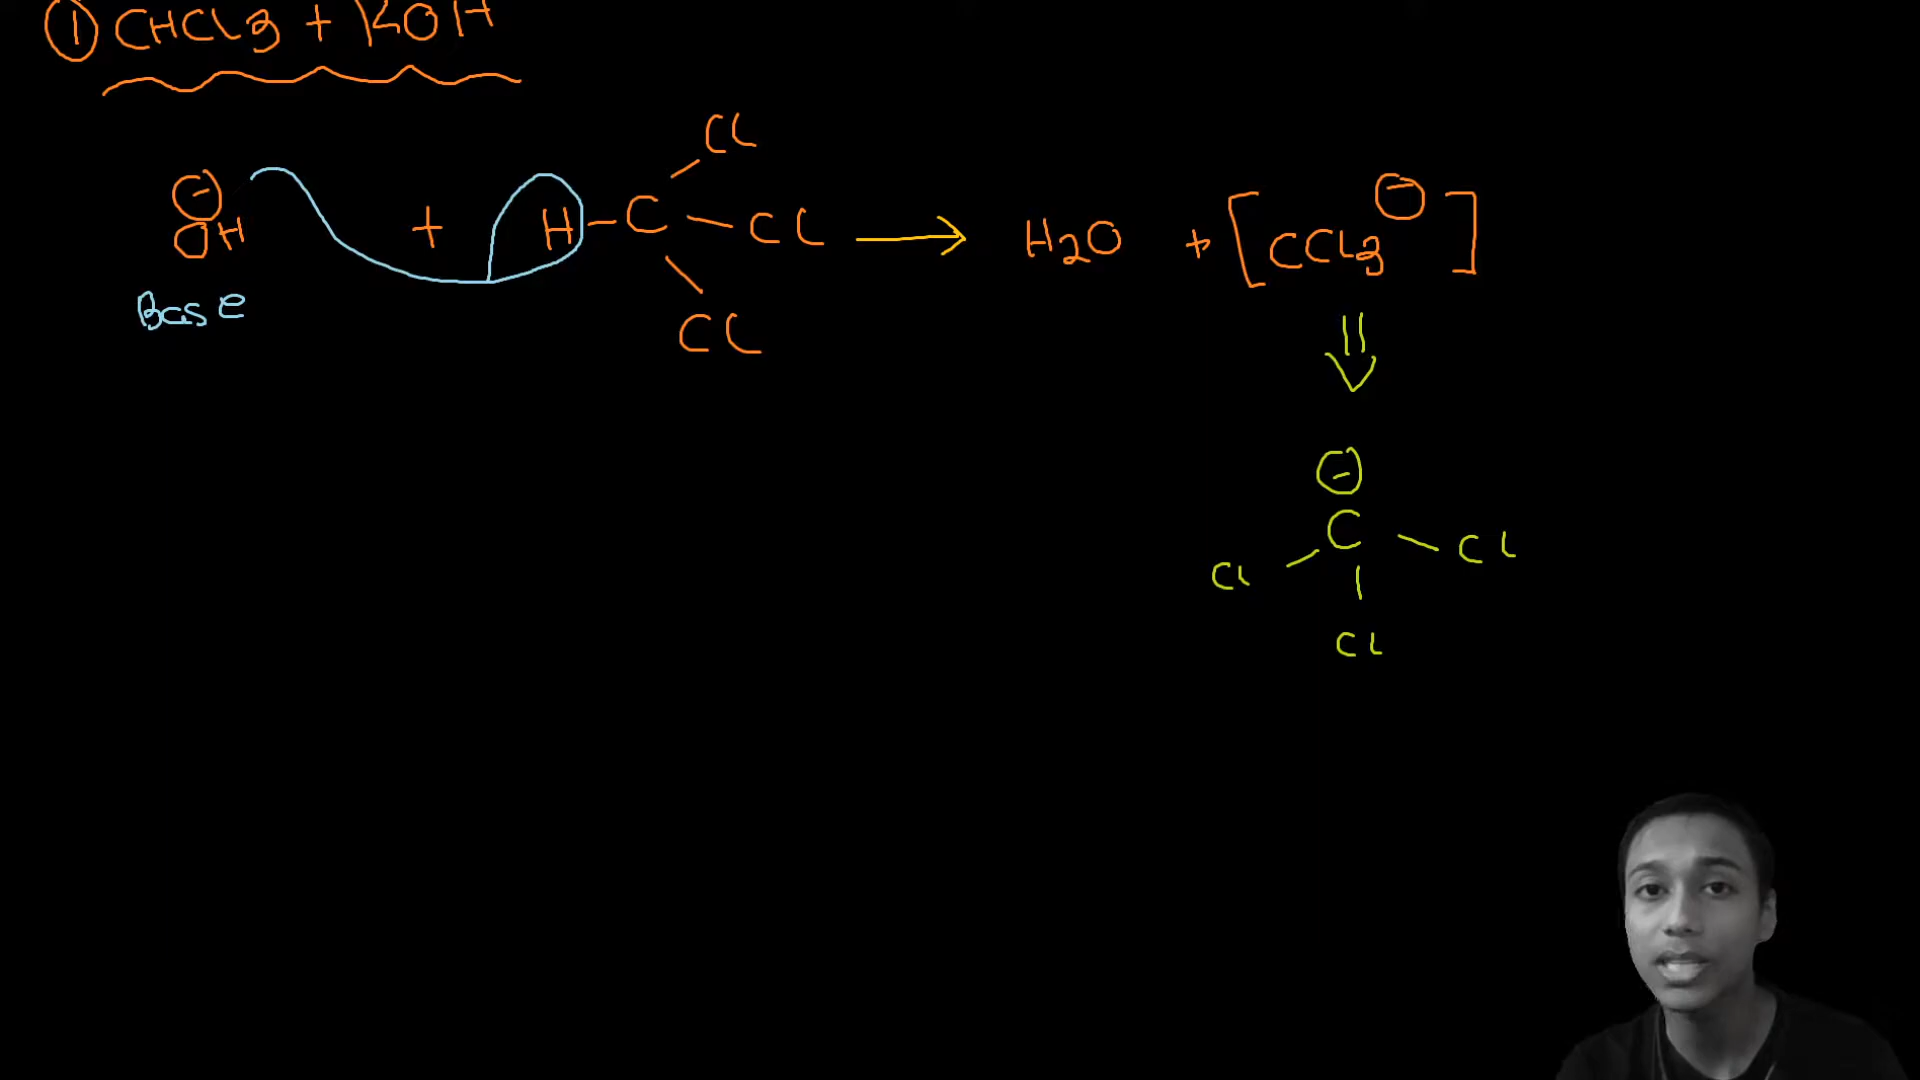 ① CHCl3 + KOH
⊖ Cl
OH + H - C - Cl → H2O + [CCl3 ⊖]
Base
Cl
⊖
C
Cl Cl
Cl